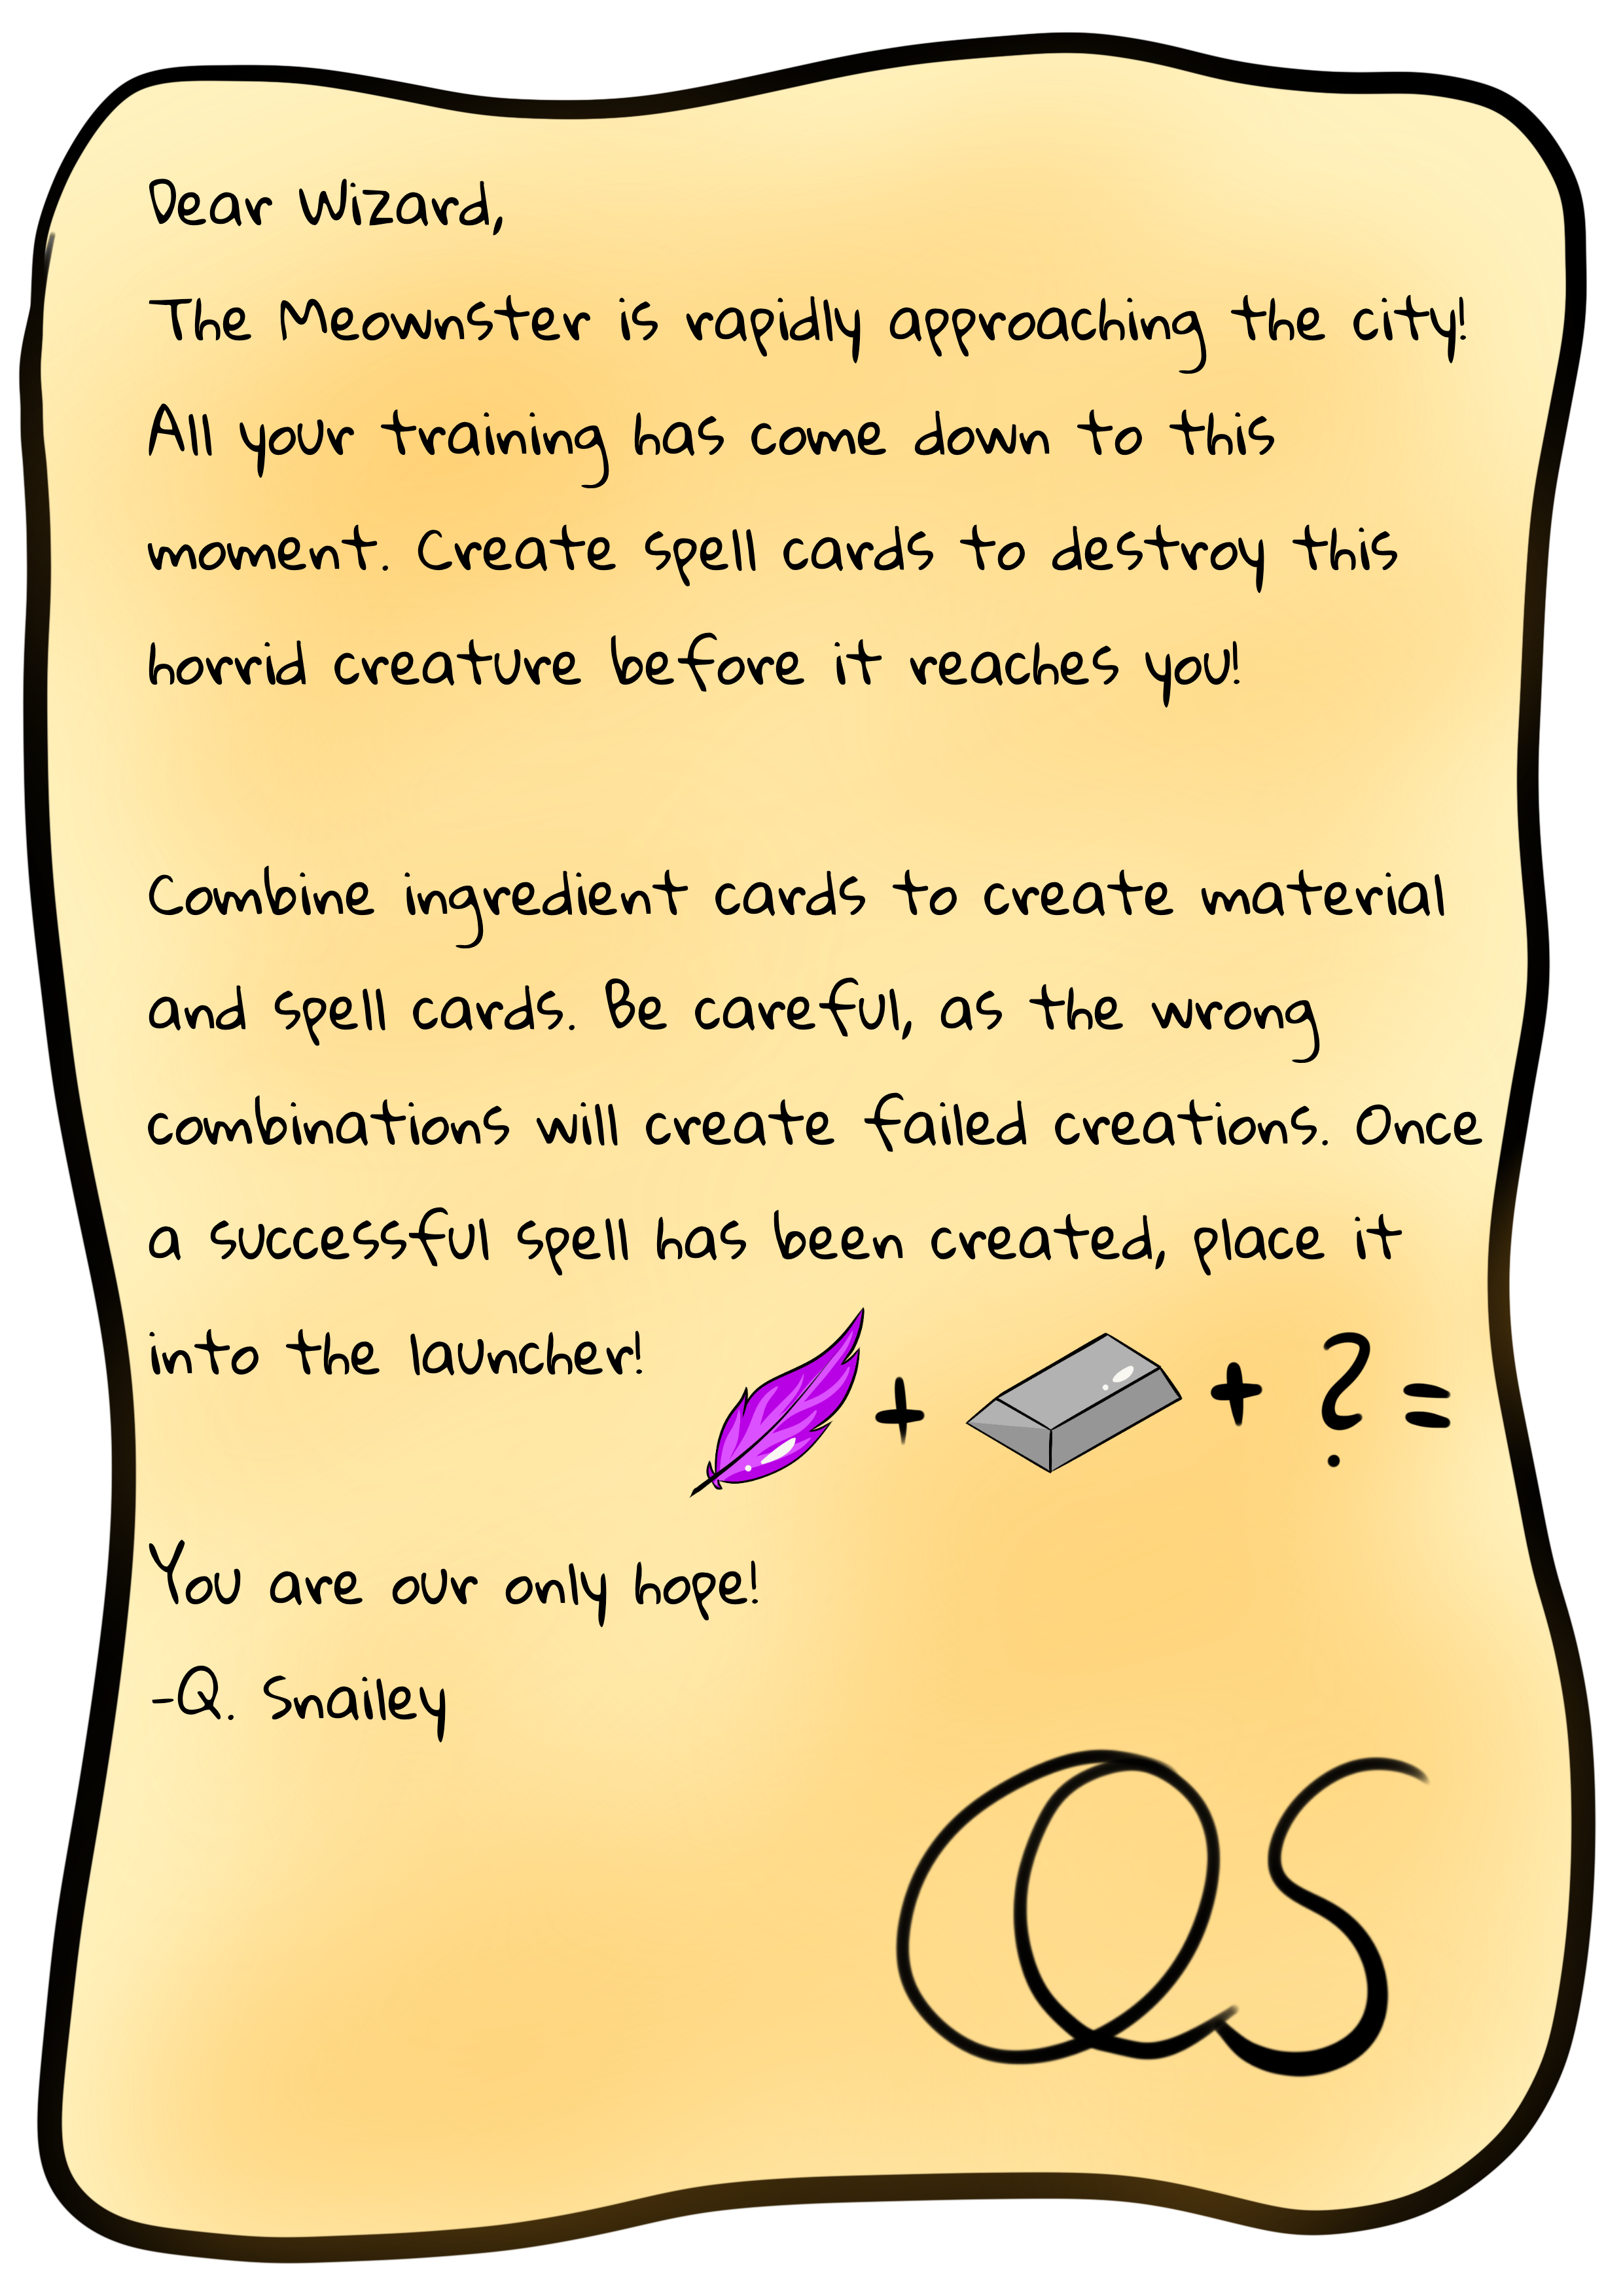 Dear Wizard,
The Meownster is rapidly approaching the city!
All your training has come down to this
moment. Create spell cards to destroy this
horrid creature before it reaches you!
Combine ingredient cards to create material
and spell cards. Be careful, as the wrong
combinations will create failed creations. Once
a successful spell has been created, place it
into the launcher!
+ + ? =
You are our only hope!
-Q. Snailey
QS